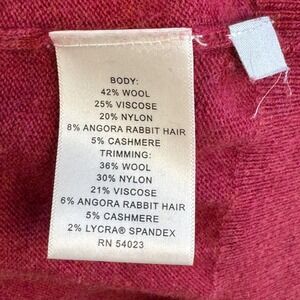 BODY:
42% WOOL
25% VISCOSE
20% NYLON
8% ANGORA RABBIT HAIR
5% CASHMERE
TRIMMING:
36% WOOL
30% NYLON
21% VISCOSE
6% ANGORA RABBIT HAIR
5% CASHMERE
2% LYCRA® SPANDEX
RN 54023